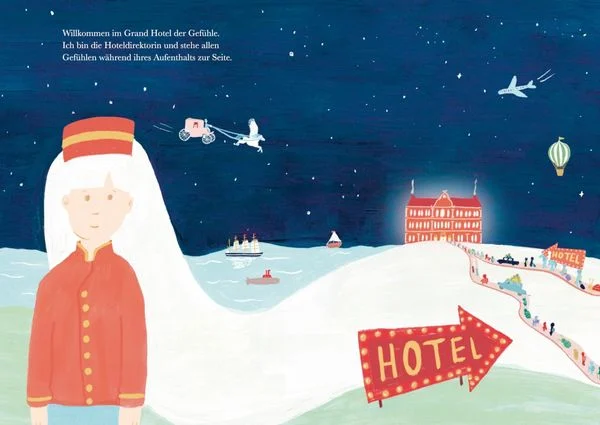 Willkommen im Grand Hotel der Gefühle.
Ich bin die Hoteldirektorin und stehe allen
Gefühlen während ihres Aufenthalts zur Seite.
HOTEL
HOTEL